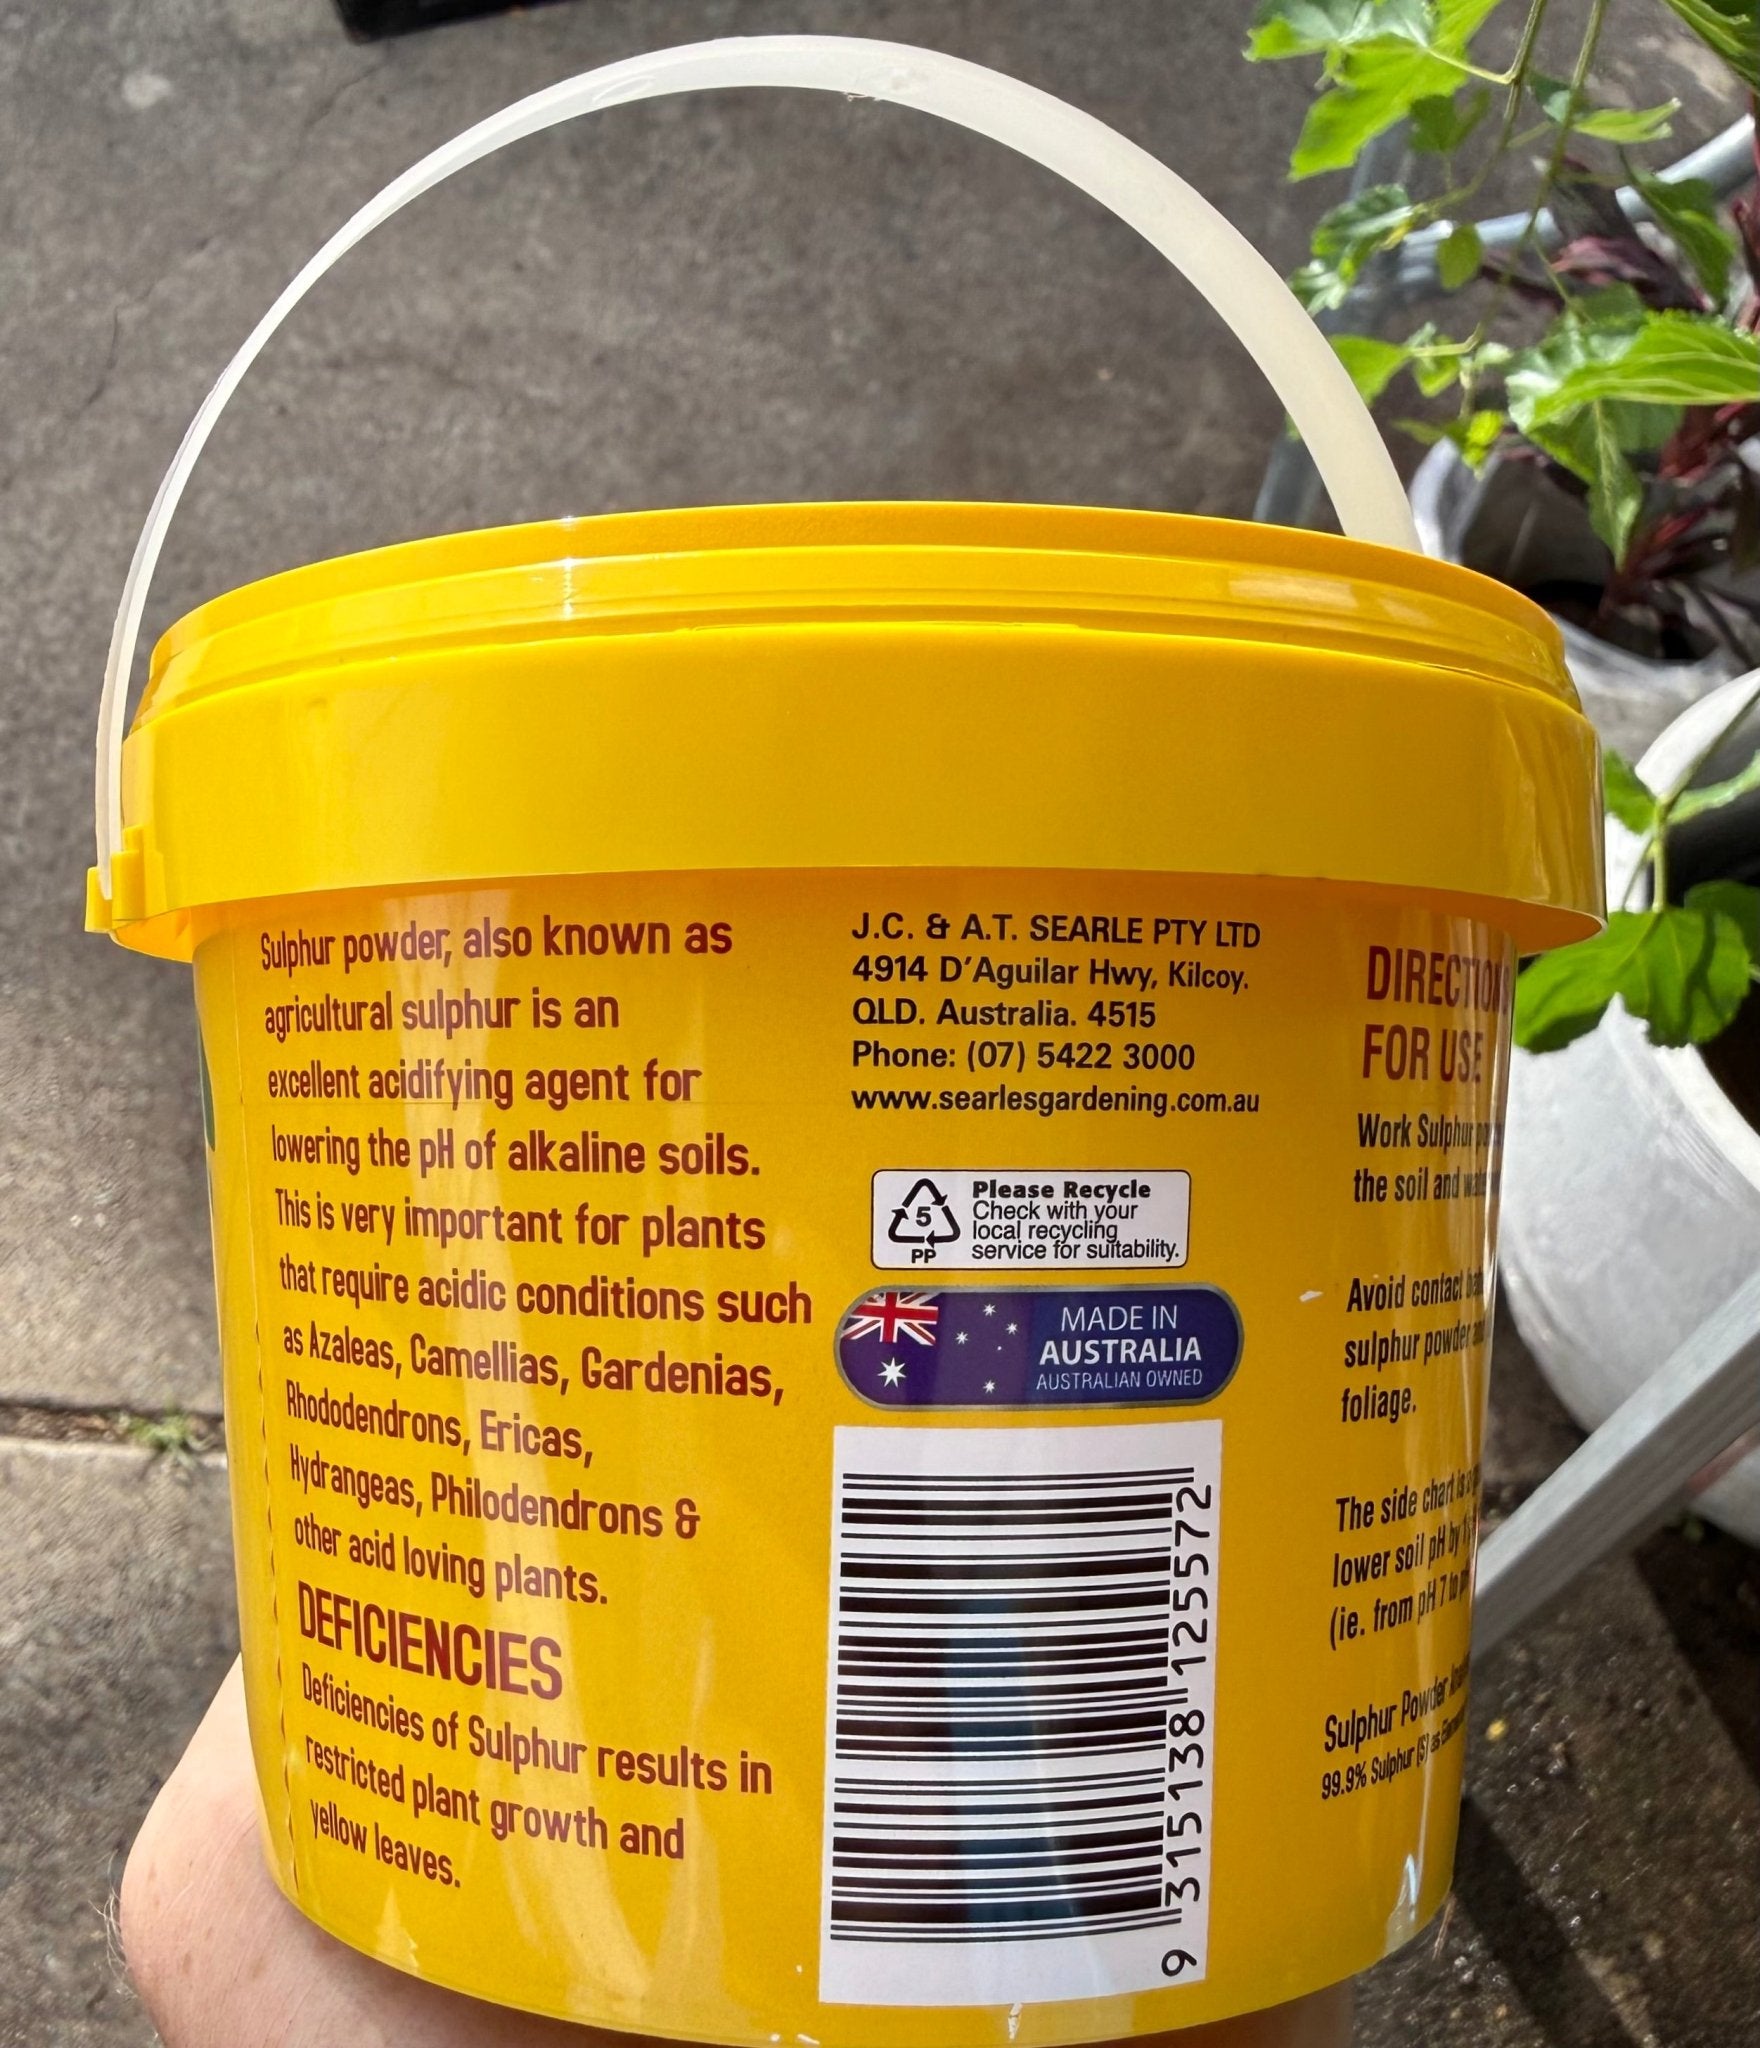 Sulphur powder, also known as
agricultural sulphur is an
excellent acidifying agent for
lowering the pH of alkaline soils.
This is very important for plants
that require acidic conditions such
as Azaleas, Camellias, Gardenias,
Rhododendrons, Ericas,
Hydrangeas, Philodendrons &
other acid loving plants.
DEFICIENCIES
Deficiencies of Sulphur results in
restricted plant growth and
yellow leaves.
J.C. & A.T. SEARLE PTY LTD
4914 D'Aguilar Hwy, Kilcoy.
QLD. Australia. 4515
Phone: (07) 5422 3000
www.searlesgardening.com.au
5
PP
Please Recycle
Check with your
local recycling
service for suitability.
MADE IN
AUSTRALIA
AUSTRALIAN OWNED
9 315138 125572
DIRECTIONS
FOR USE
Work Sulphur
the soil and
Avoid contact
sulphur powder
foliage.
The side chart is
lower soil pH by
(ie. from pH 7 to
Sulphur Powder
99.9% Sulphur (S) as